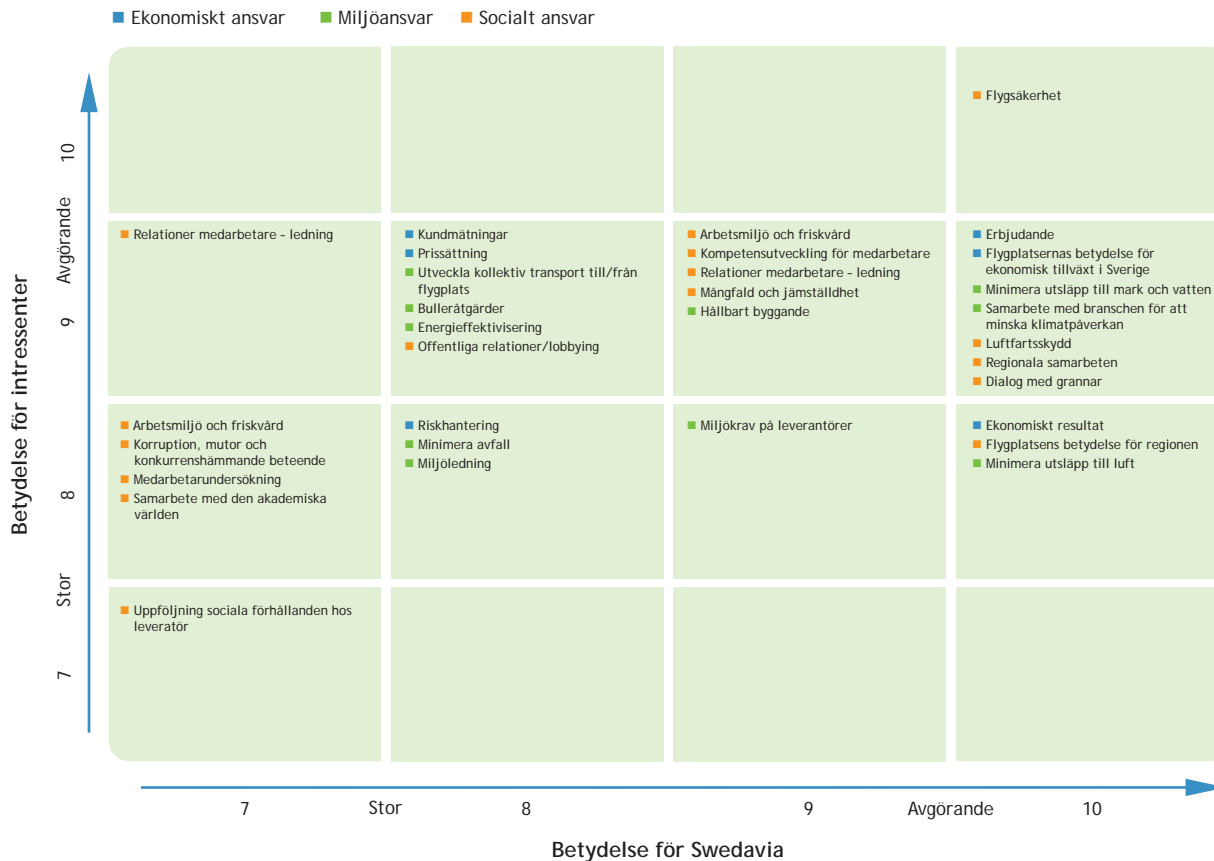 Ekonomiskt ansvar
Miljöansvar
Socialt ansvar
Betydelse för intressenter
10
Avgörande
9
8
Stor
7
Flygsäkerhet
Relationer medarbetare – ledning
Kundmätningar
Prissättning
Utveckla kollektiv transport till/från
flygplats
Bulleråtgärder
Energieffektivisering
Offentliga relationer/lobbying
Arbetsmiljö och friskvård
Kompetensutveckling för medarbetare
Relationer medarbetare – ledning
Mångfald och jämställdhet
Hållbart byggande
Erbjudande
Flygplatsernas betydelse för
ekonomisk tillväxt i Sverige
Minimera utsläpp till mark och vatten
Samarbete med branschen för att
minska klimatpåverkan
Luftfartsskydd
Regionala samarbeten
Dialog med grannar
Arbetsmiljö och friskvård
Korruption, mutor och
konkurrenshämmande beteende
Medarbetarundersökning
Samarbete med den akademiska
världen
Riskhantering
Minimera avfall
Miljöledning
Miljökrav på leverantörer
Ekonomiskt resultat
Flygplatsens betydelse för regionen
Minimera utsläpp till luft
Uppföljning sociala förhållanden hos
leveratör
7
Stor
8
9
Avgörande
10
Betydelse för Swedavia